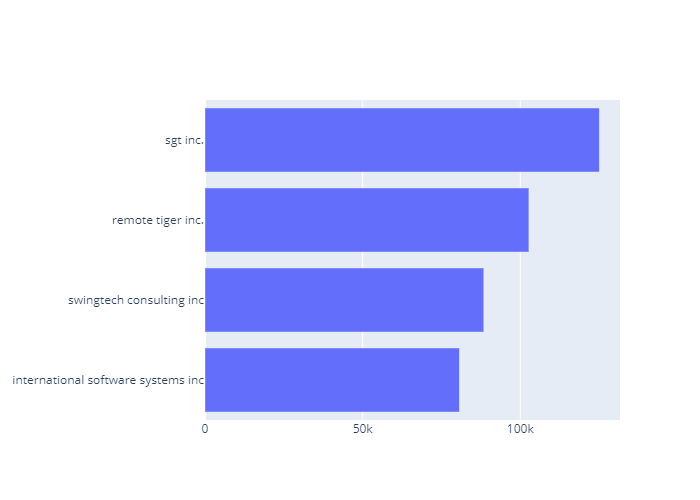 sgt inc.
remote tiger inc.
swingtech consulting inc
international software systems inc
0 50k 100k